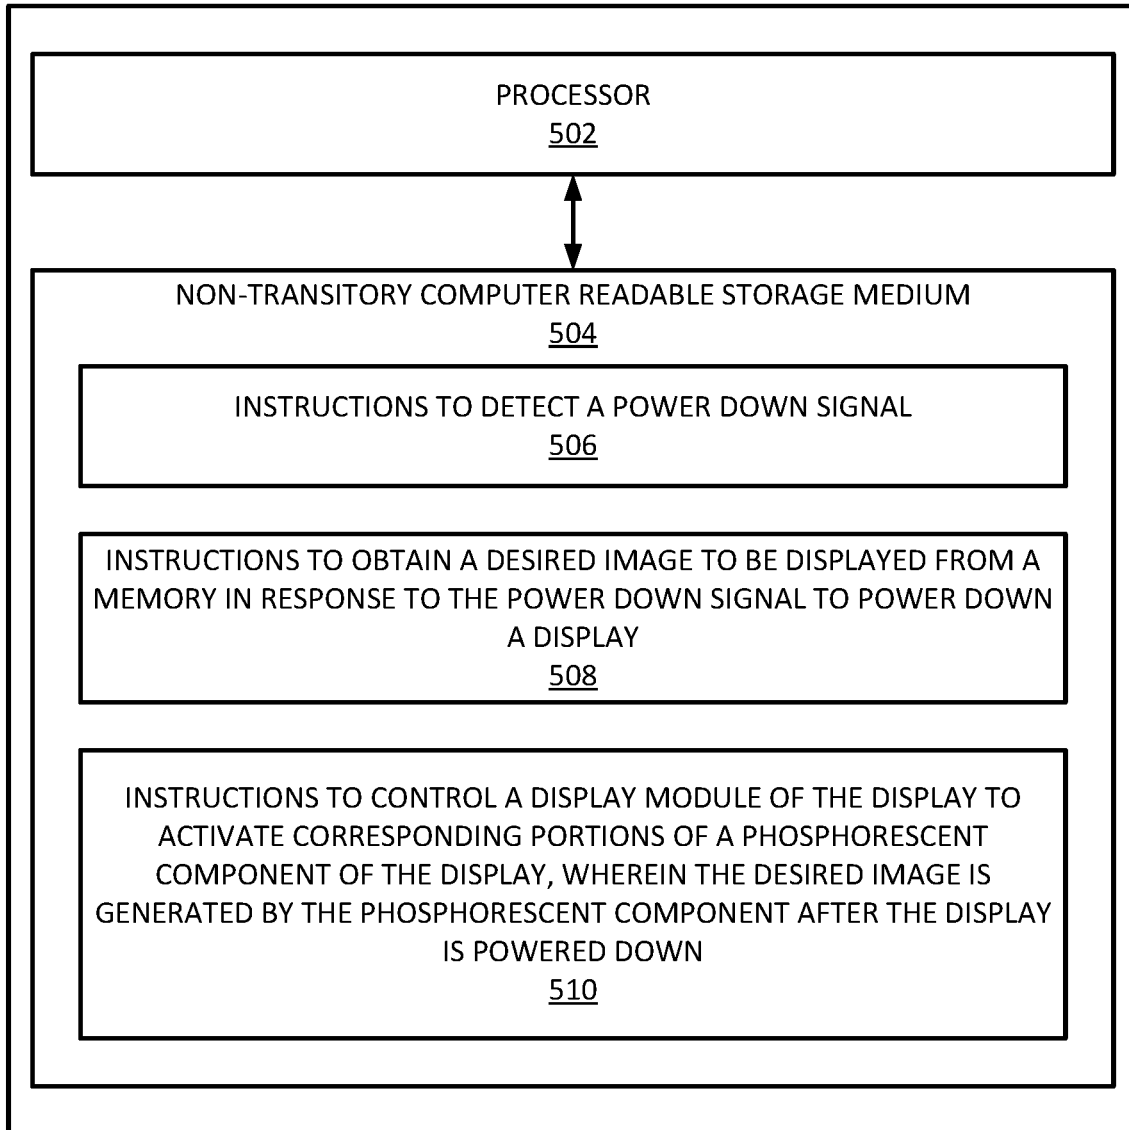 PROCESSOR
502
NON-TRANSITORY COMPUTER READABLE STORAGE MEDIUM
504
INSTRUCTIONS TO DETECT A POWER DOWN SIGNAL
506
INSTRUCTIONS TO OBTAIN A DESIRED IMAGE TO BE DISPLAYED FROM A
MEMORY IN RESPONSE TO THE POWER DOWN SIGNAL TO POWER DOWN
A DISPLAY
508
INSTRUCTIONS TO CONTROL A DISPLAY MODULE OF THE DISPLAY TO
ACTIVATE CORRESPONDING PORTIONS OF A PHOSPHORESCENT
COMPONENT OF THE DISPLAY, WHEREIN THE DESIRED IMAGE IS
GENERATED BY THE PHOSPHORESCENT COMPONENT AFTER THE DISPLAY
IS POWERED DOWN
510